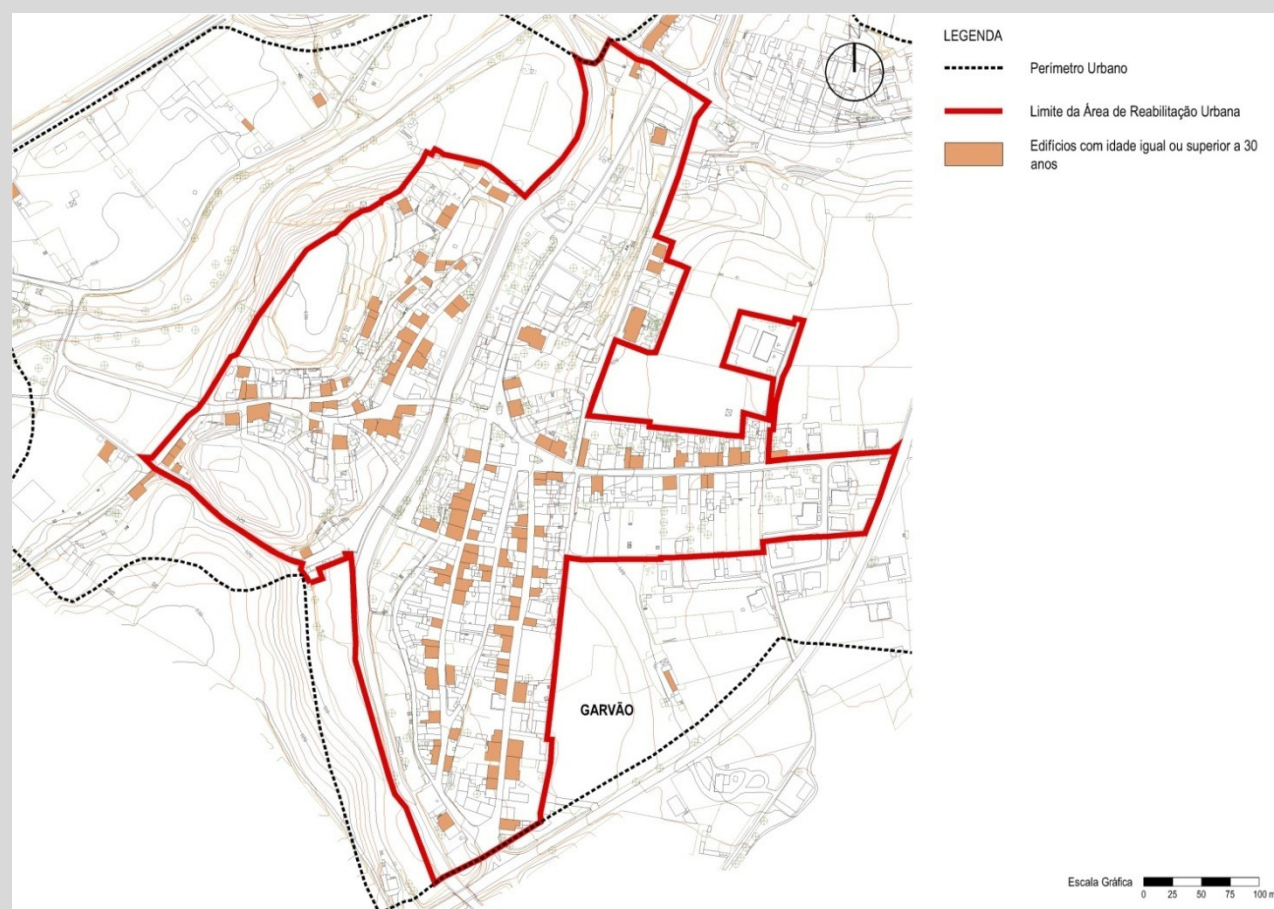 LEGENDA
N
Perímetro Urbano
Limite da Área de Reabilitação Urbana
Edifícios com idade igual ou superior a 30
anos
GARVÃO
Escala Gráfica
0 25 50 75 100 m